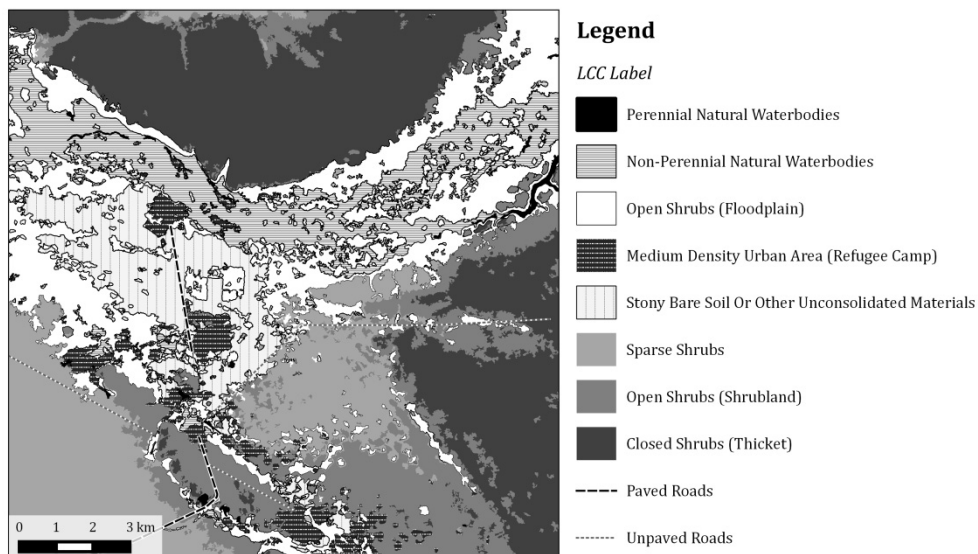 Legend
LCC Label
Perennial Natural Waterbodies
Non-Perennial Natural Waterbodies
Open Shrubs (Floodplain)
Medium Density Urban Area (Refugee Camp)
Stony Bare Soil Or Other Unconsolidated Materials
Sparse Shrubs
Open Shrubs (Shrubland)
Closed Shrubs (Thicket)
Paved Roads
Unpaved Roads
0 1 2 3 km